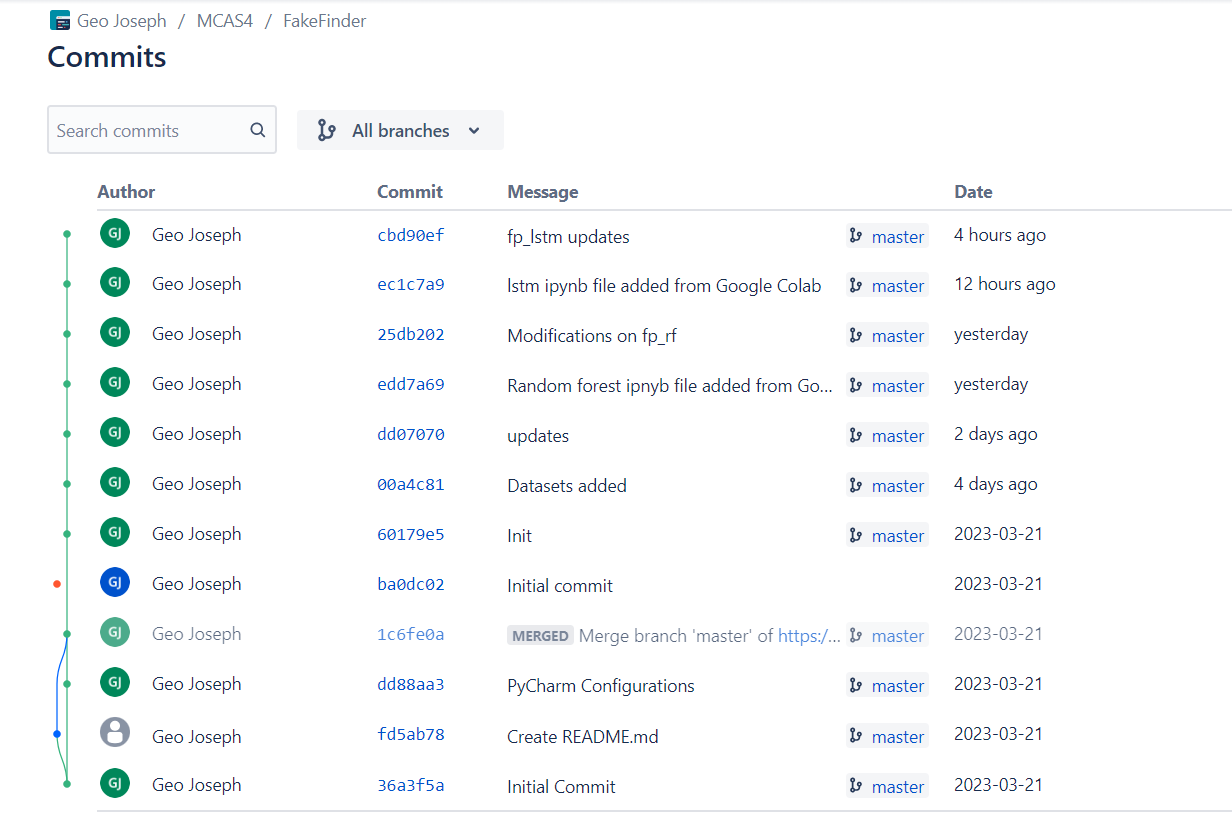 Geo Joseph / MCAS4 / FakeFinder
Commits
Search commits All branches
Author Commit Message Date
GJ Geo Joseph cbd90ef fp_lstm updates master 4 hours ago
GJ Geo Joseph ec1c7a9 lstm ipynb file added from Google Colab master 12 hours ago
GJ Geo Joseph 25db202 Modifications on fp_rf master yesterday
GJ Geo Joseph edd7a69 Random forest ipnyb file added from Go... master yesterday
GJ Geo Joseph dd07070 updates master 2 days ago
GJ Geo Joseph 00a4c81 Datasets added master 4 days ago
GJ Geo Joseph 60179e5 Init master 2023-03-21
GJ Geo Joseph ba0dc02 Initial commit 2023-03-21
GJ Geo Joseph 1c6fe0a MERGED Merge branch 'master' of https:/... master 2023-03-21
GJ Geo Joseph dd88aa3 PyCharm Configurations master 2023-03-21
Geo Joseph fd5ab78 Create README.md master 2023-03-21
GJ Geo Joseph 36a3f5a Initial Commit master 2023-03-21